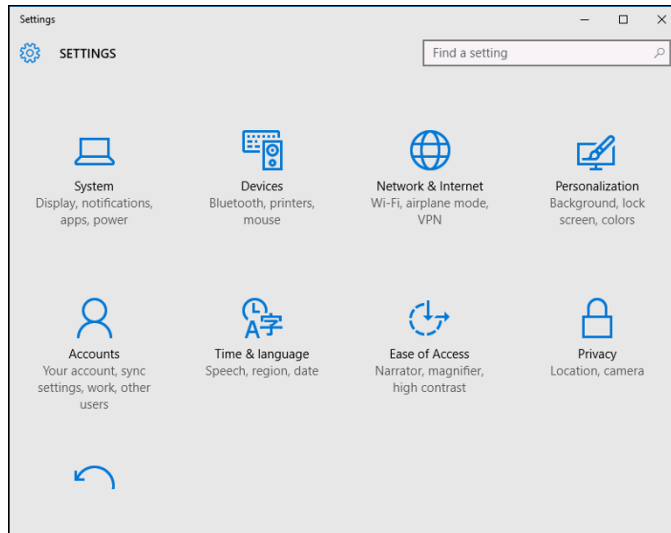 Settings
SETTINGS
Find a setting
System
Display, notifications,
apps, power
Devices
Bluetooth, printers,
mouse
Network & Internet
Wi-Fi, airplane mode,
VPN
Personalization
Background, lock
screen, colors
Accounts
Your account, sync
settings, work, other
users
Time & language
Speech, region, date
Ease of Access
Narrator, magnifier,
high contrast
Privacy
Location, camera